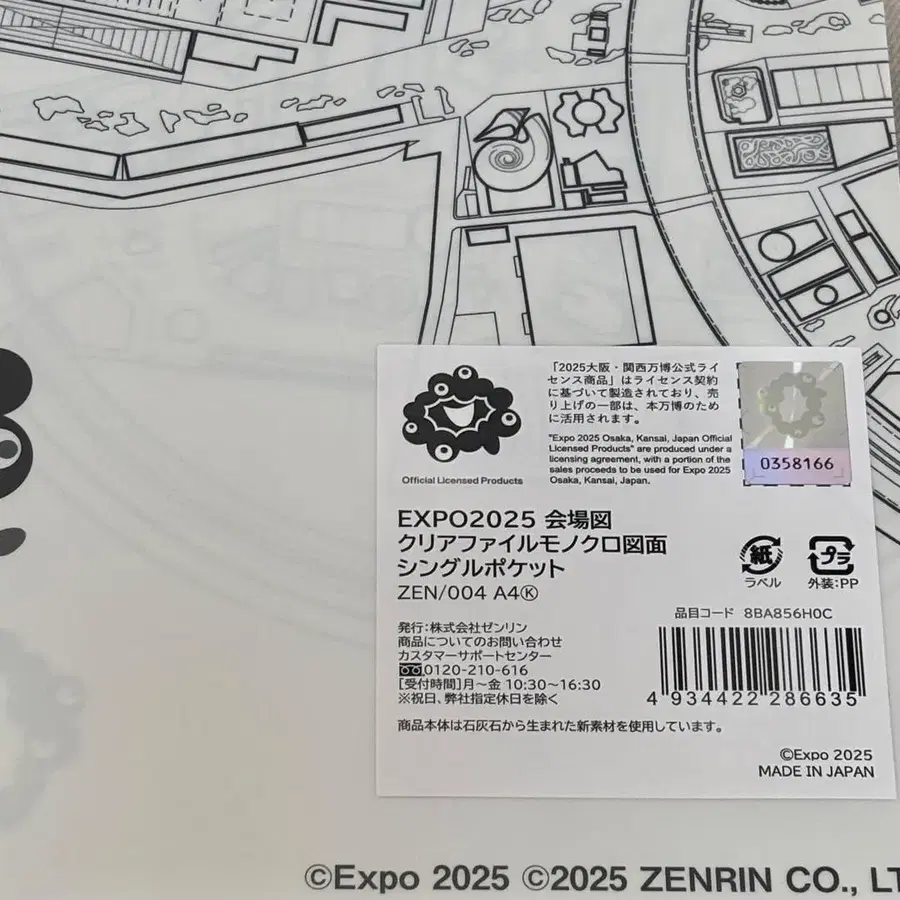 「2025大阪・関西万博公式ライ
センス商品」はライセンス契約
に基づいて製造されており、売
り上げの一部は、本万博のため
に活用されます。
"Expo 2025 Osaka, Kansai, Japan Official
Licensed Products" are produced under a
licensing agreement, with a portion of the
sales proceeds to be used for Expo 2025
Osaka, Kansai, Japan.
Official Licensed Products
0358166
EXPO2025 会場図
クリアファイルモノクロ図面
シングルポケット
ZEN/004 A4Ⓚ
紙
ラベル
プラ
外装:PP
品目コード 8BA856H0C
発行:株式会社ゼンリン
商品についてのお問い合わせ
カスタマーサポートセンター
0120-210-616
[受付時間]月〜金 10:30〜16:30
※祝日、弊社指定休日を除く
4 934422 286635
商品本体は石灰石から生まれた新素材を使用しています。
©Expo 2025
MADE IN JAPAN
©Expo 2025 ©2025 ZENRIN CO., LT